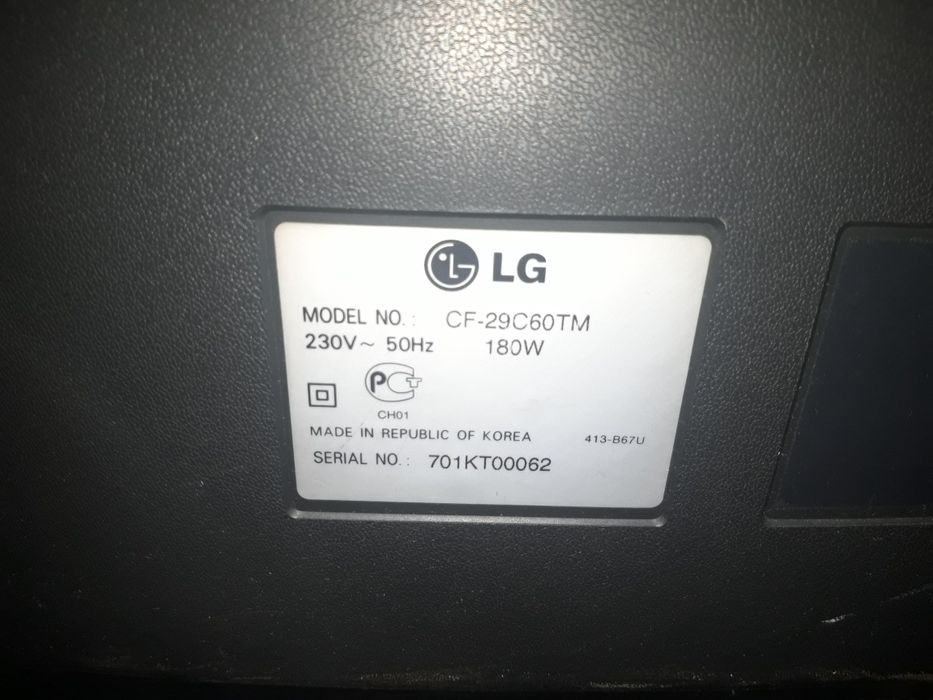 LG
MODEL NO. : CF-29C60TM
230V~ 50Hz 180W
РСТ
CH01
MADE IN REPUBLIC OF KOREA 413-B67U
SERIAL NO. : 701KT00062